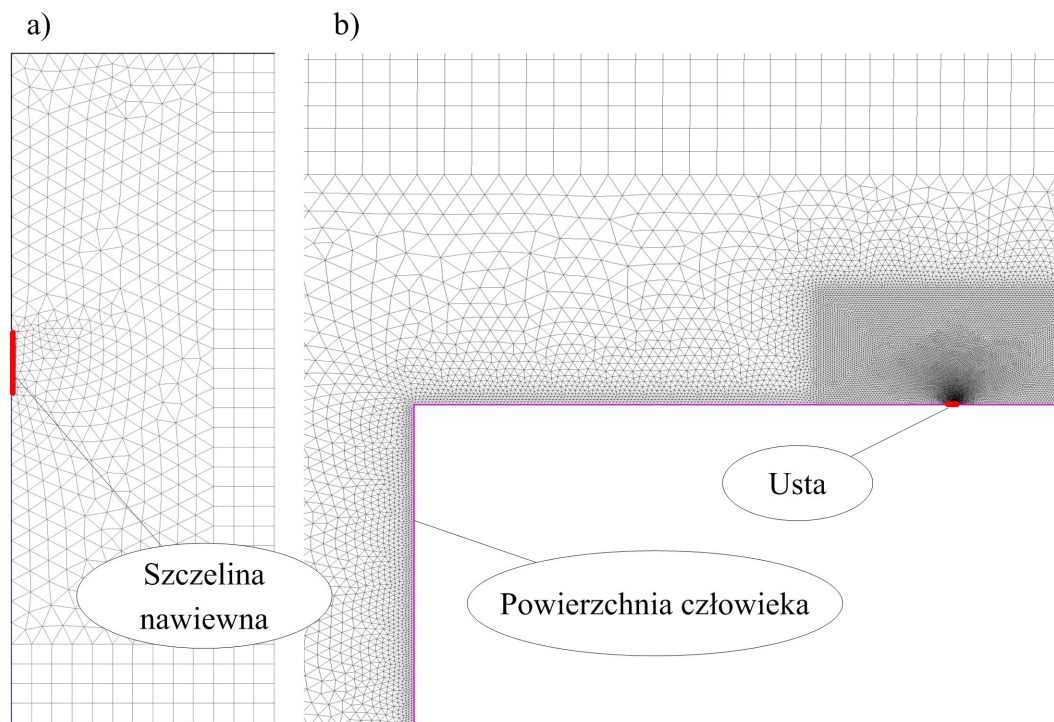 a)
b)
Szczelina
nawiewna
Usta
Powierzchnia człowieka